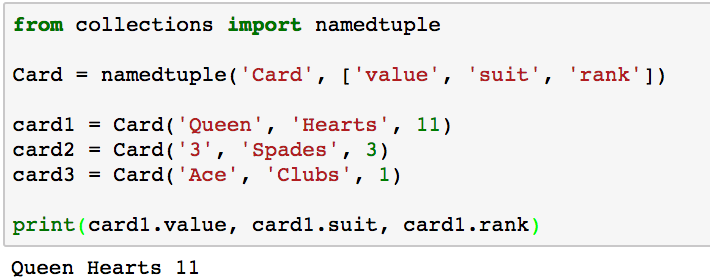 from collections import namedtuple
Card = namedtuple('Card', ['value', 'suit', 'rank'])
card1 = Card('Queen', 'Hearts', 11)
card2 = Card('3', 'Spades', 3)
card3 = Card('Ace', 'Clubs', 1)
print(card1.value, card1.suit, card1.rank)
Queen Hearts 11